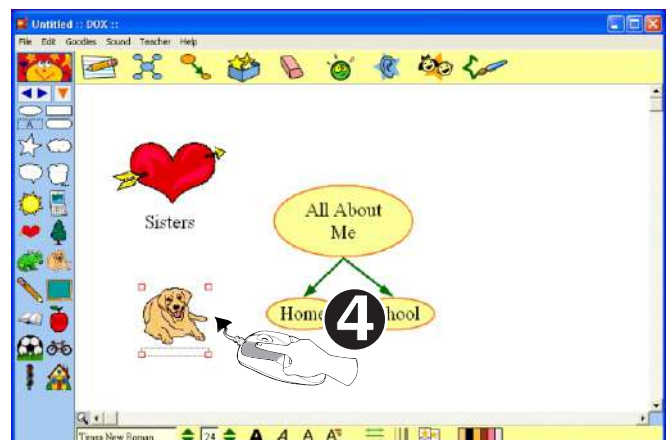 Untitled :: DOX ::
File Edit Goodies Sound Teacher Help
A
Sisters
All About
Me
Home
hool
4
Times New Roman 24 A A A A